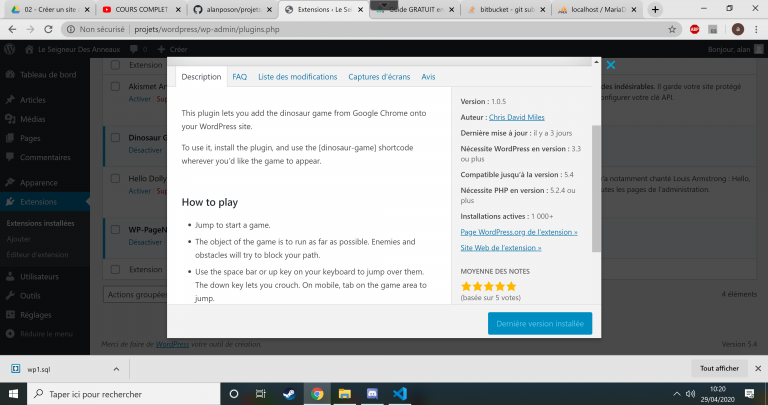 02 - Créer un site
COURS COMPLET
alanposon/projet
Extensions ‹ Le S
Guide GRATUIT en
bitbucket - git sub
localhost / MariaD
Non sécurisé | projets/wordpress/wp-admin/plugins.php
ABP
a
Le Seigneur Des Anneaux
0
Créer
Bonjour, alan
Tableau de bord
Articles
Médias
Pages
Commentaires
Apparence
Extensions
Extensions installées
Ajouter
Éditeur d'extension
Utilisateurs
Outils
Réglages
Réduire le menu
Extension
Akismet An
Activer | Sup
des indésirables. Il garde votre site protégé
onfigurer votre clé API.
Dinosaur G
Désactiver
Hello Dolly
Activer | Sup
a notamment chanté Louis Armstrong : Hello,
utes les pages de l'administration.
WP-PageN
Désactiver
Extension
Actions groupées
4 éléments
Merci de faire de WordPress votre outil de création.
Version 5.4
Description
FAQ
Liste des modifications
Captures d'écrans
Avis
This plugin lets you add the dinosaur game from Google Chrome onto
your WordPress site.
To use it, install the plugin, and use the [dinosaur-game] shortcode
wherever you'd like the game to appear.
How to play
• Jump to start a game.
• The object of the game is to run as far as possible. Enemies and
obstacles will try to block your path.
• Use the space bar or up key on your keyboard to jump over them.
The down key lets you crouch. On mobile, tab on the game area to
jump.
Version : 1.0.5
Auteur : Chris David Miles
Dernière mise à jour : il y a 3 jours
Nécessite WordPress en version : 3.3
ou plus
Compatible jusqu'à la version : 5.4
Nécessite PHP en version : 5.2.4 ou
plus
Installations actives : 1 000+
Page WordPress.org de l'extension »
Site Web de l'extension »
MOYENNE DES NOTES
(basée sur 5 votes)
Dernière version installée
wp1.sql
Tout afficher
Taper ici pour rechercher
10:20
29/04/2020